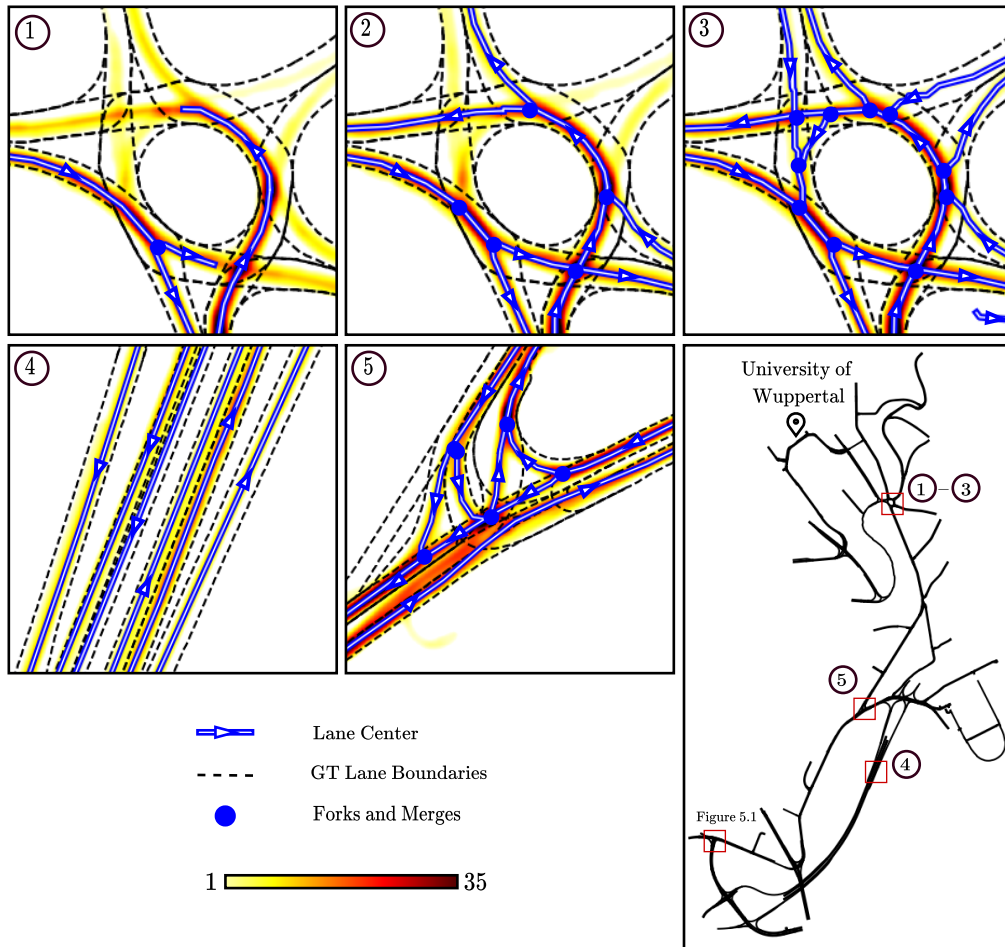 1
2
3
4
5
University of
Wuppertal
1 – 3
5
4
Figure 5.1
Lane Center
GT Lane Boundaries
Forks and Merges
1 35